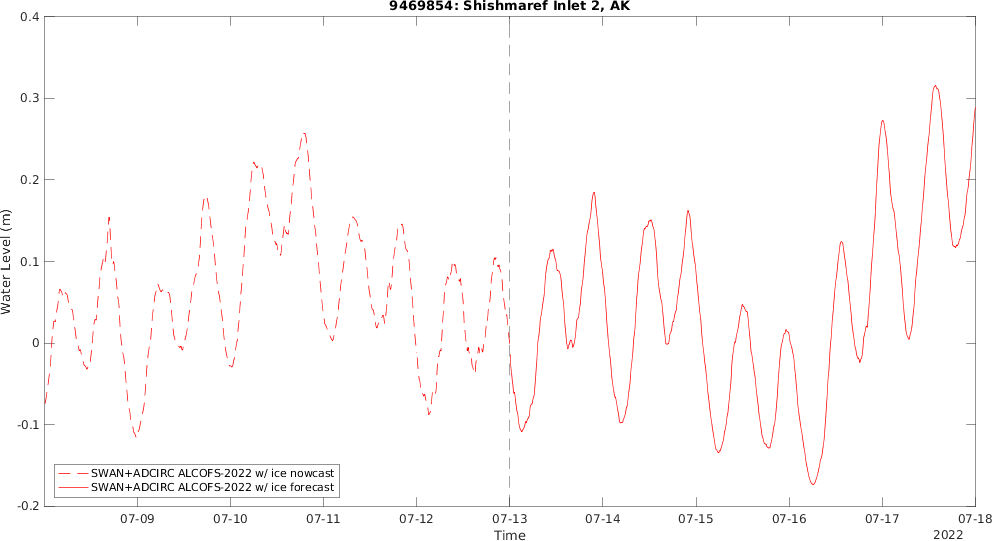 9469854: Shishmaref Inlet 2, AK
0.4
0.3
0.2
0.1
0
-0.1
-0.2
Water Level (m)
SWAN+ADCIRC ALCOFS-2022 w/ ice nowcast
SWAN+ADCIRC ALCOFS-2022 w/ ice forecast
07-09 07-10 07-11 07-12 07-13 07-14 07-15 07-16 07-17 07-18
Time
2022